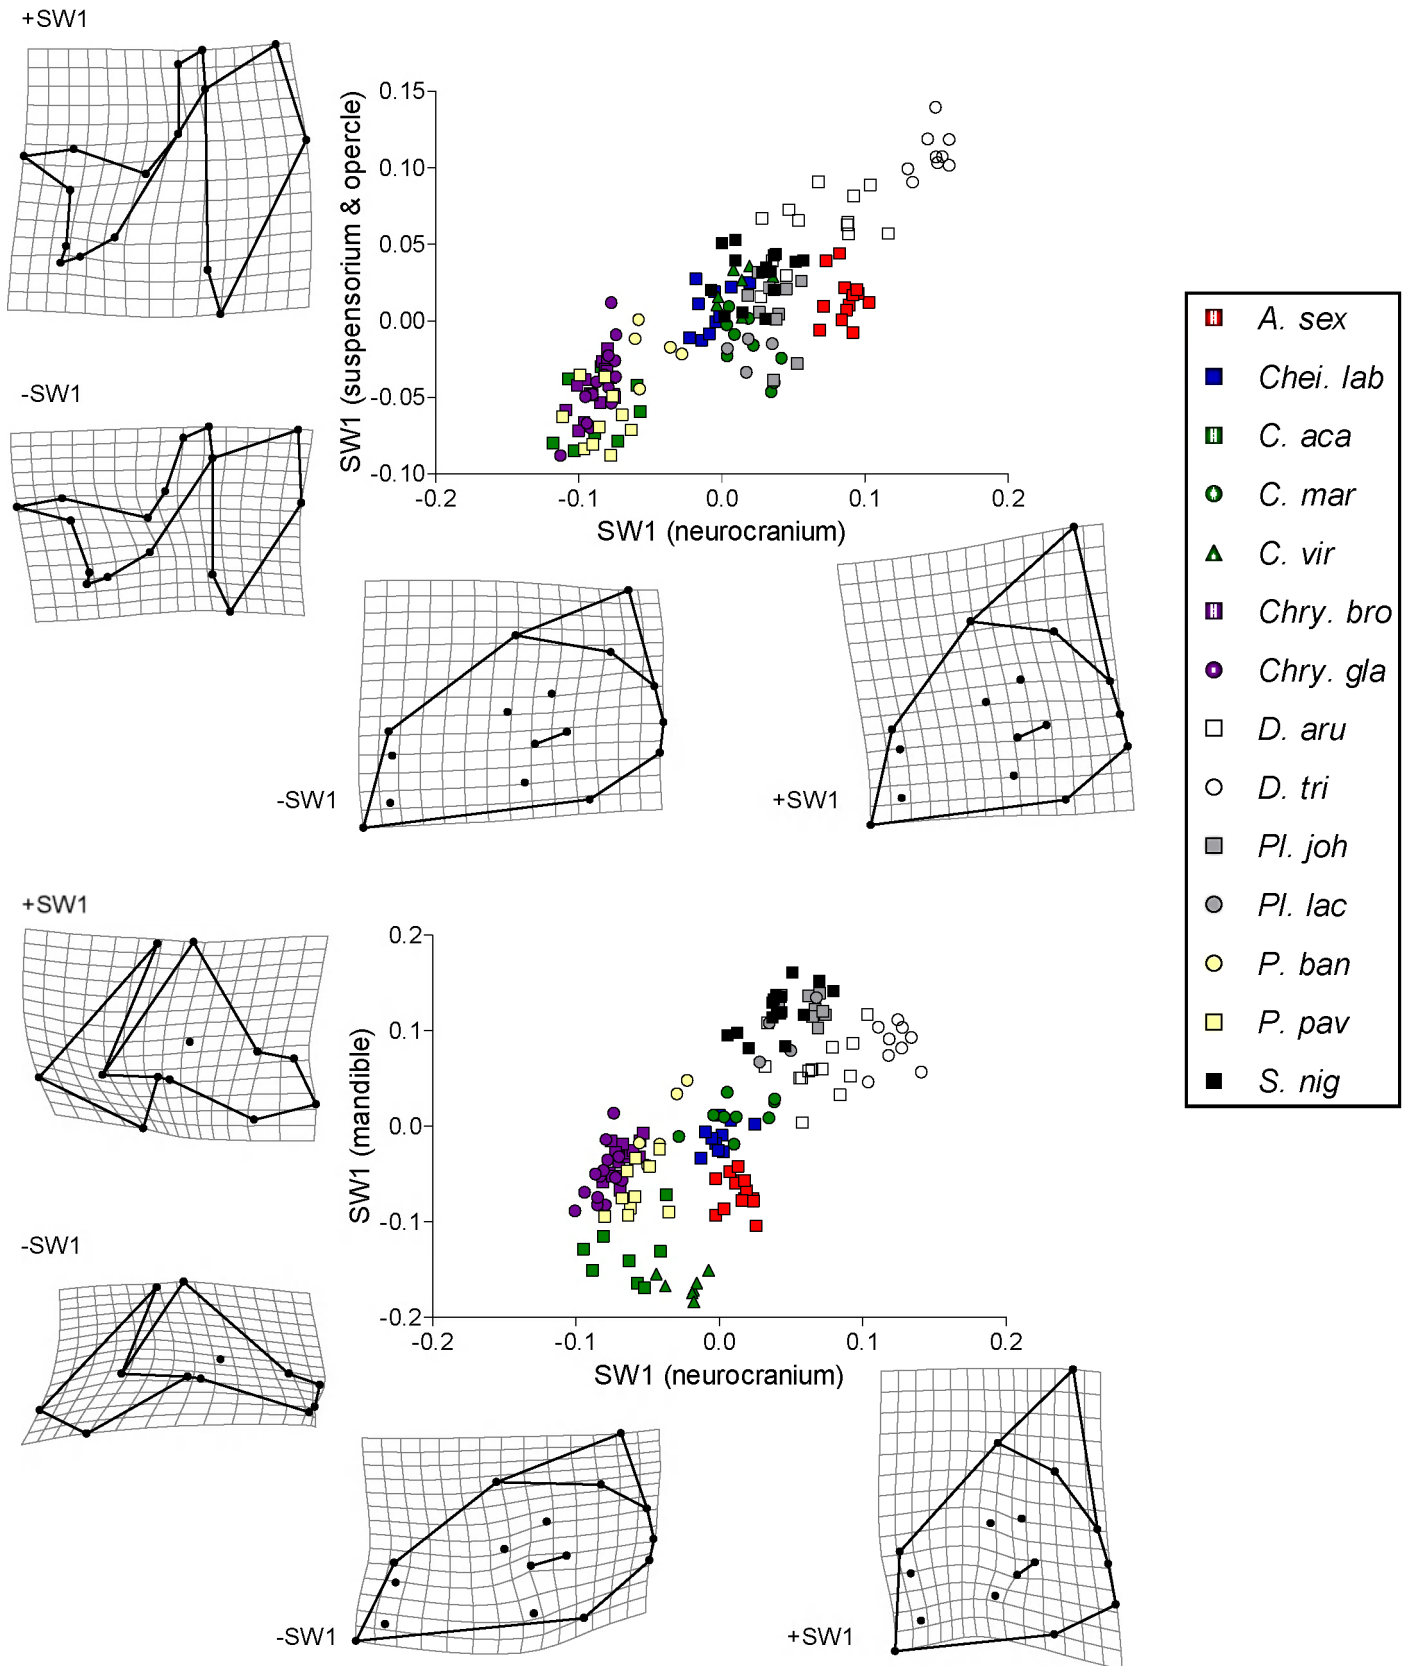 +SW1
-SW1
SW1 (suspensorium & opercle)
0.15
0.10
0.05
0.00
-0.05
-0.10
-0.2
-0.1
0.0
0.1
0.2
SW1 (neurocranium)
-SW1
+SW1
A. sex
Chei. lab
C. aca
C. mar
C. vir
Chry. bro
Chry. gla
D. aru
D. tri
Pl. joh
Pl. lac
P. ban
P. pav
S. nig
+SW1
-SW1
SW1 (mandible)
0.2
0.1
0.0
-0.1
-0.2
-0.2
-0.1
0.0
0.1
0.2
SW1 (neurocranium)
-SW1
+SW1